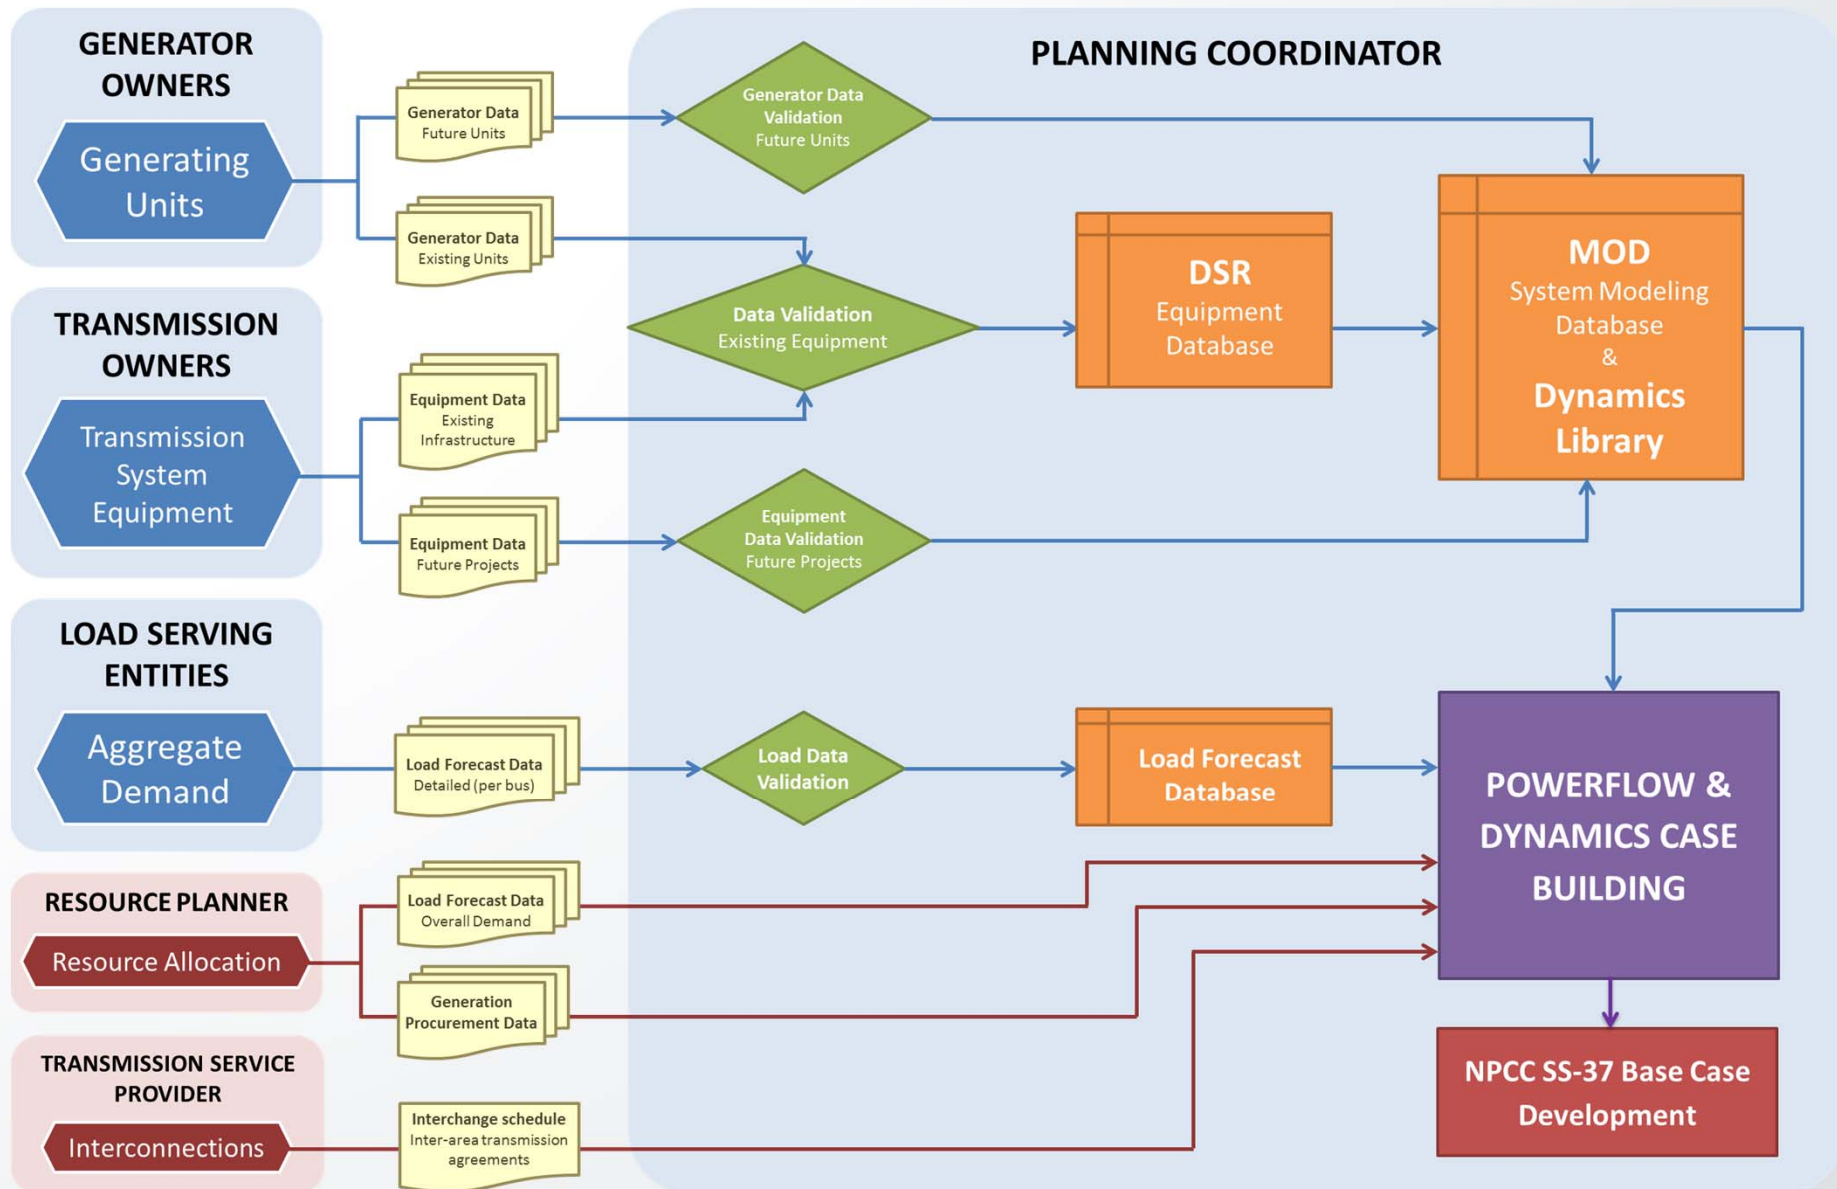 GENERATOR
OWNERS
Generating
Units
Generator Data
Future Units
Generator Data
Existing Units
TRANSMISSION
OWNERS
Transmission
System
Equipment
Equipment Data
Existing
Infrastructure
Equipment Data
Future Projects
LOAD SERVING
ENTITIES
Aggregate
Demand
Load Forecast Data
Detailed (per bus)
RESOURCE PLANNER
Resource Allocation
Load Forecast Data
Overall Demand
Generation
Procurement Data
TRANSMISSION SERVICE
PROVIDER
Interconnections
Interchange schedule
Inter-area transmission
agreements
PLANNING COORDINATOR
Generator Data
Validation
Future Units
Data Validation
Existing Equipment
Equipment
Data Validation
Future Projects
Load Data
Validation
DSR
Equipment
Database
MOD
System Modeling
Database
&
Dynamics
Library
Load Forecast
Database
POWERFLOW &
DYNAMICS CASE
BUILDING
NPCC SS-37 Base Case
Development